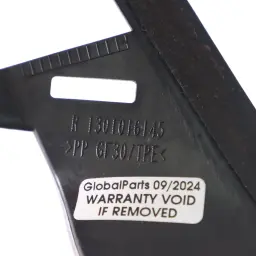 R 1301016145
>PP GF30/TPE<
GlobalParts 09/2024
WARRANTY VOID
IF REMOVED